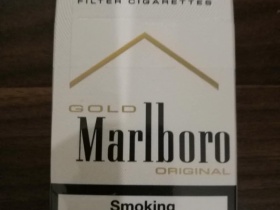 FILTER CIGARETTES
GOLD
Marlboro
ORIGINAL
Smoking